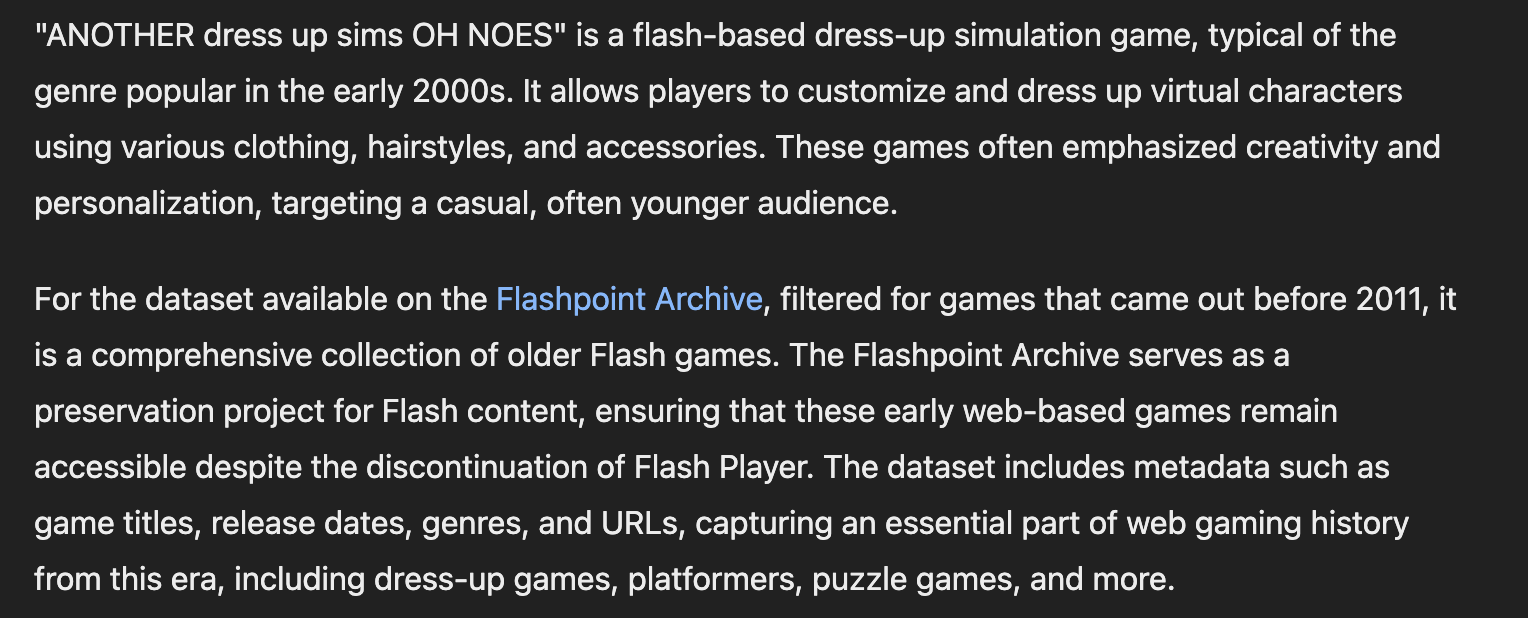 "ANOTHER dress up sims OH NOES" is a flash-based dress-up simulation game, typical of the
genre popular in the early 2000s. It allows players to customize and dress up virtual characters
using various clothing, hairstyles, and accessories. These games often emphasized creativity and
personalization, targeting a casual, often younger audience.
For the dataset available on the Flashpoint Archive, filtered for games that came out before 2011, it
is a comprehensive collection of older Flash games. The Flashpoint Archive serves as a
preservation project for Flash content, ensuring that these early web-based games remain
accessible despite the discontinuation of Flash Player. The dataset includes metadata such as
game titles, release dates, genres, and URLs, capturing an essential part of web gaming history
from this era, including dress-up games, platformers, puzzle games, and more.